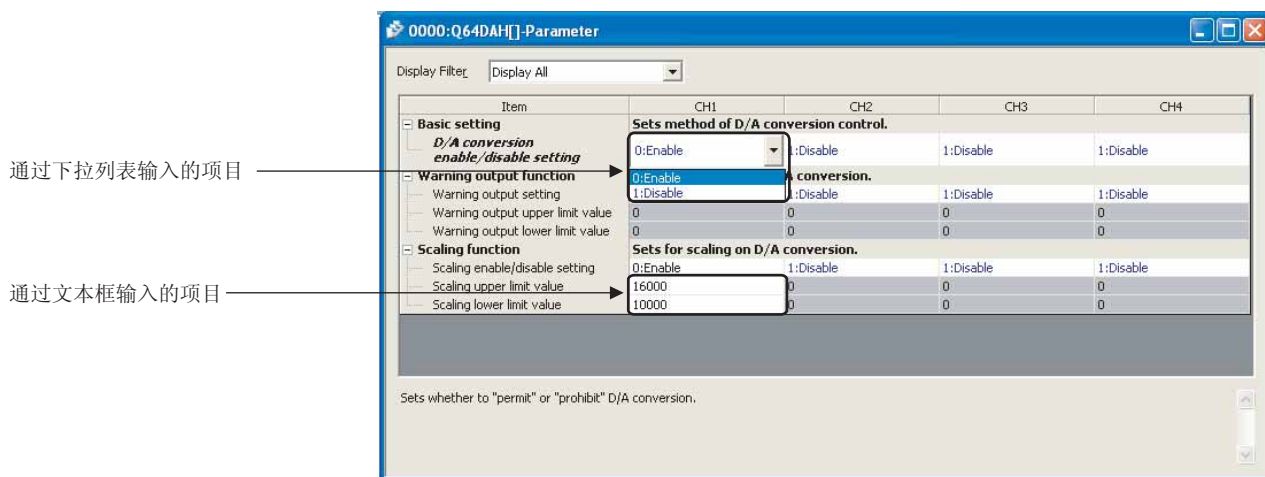 0000:Q64DAH[]-Parameter
Display Filter Display All
Item CH1 CH2 CH3 CH4
Basic setting Sets method of D/A conversion control.
D/A conversion
enable/disable setting 0:Enable :Disable 1:Disable 1:Disable
通过下拉列表输入的项目
Warning output function 0:Enable conversion.
Warning output setting 1:Disable :Disable 1:Disable 1:Disable
Warning output upper limit value 0 0 0 0
Warning output lower limit value 0 0 0 0
Scaling function Sets for scaling on D/A conversion.
Scaling enable/disable setting 0:Enable 1:Disable 1:Disable 1:Disable
通过文本框输入的项目
Scaling upper limit value 16000 0 0 0
Scaling lower limit value 10000 0 0 0
Sets whether to "permit" or "prohibit" D/A conversion.